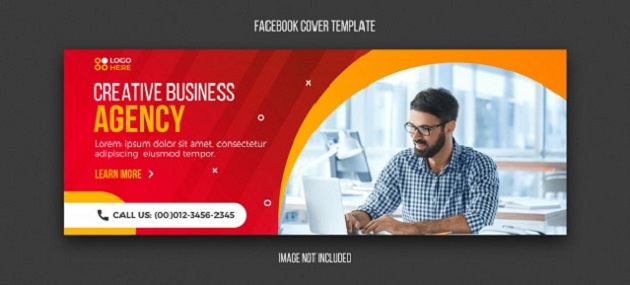 FACEBOOK COVER TEMPLATE
LOGO
HERE
CREATIVE BUSINESS
AGENCY
Lorem ipsum dolor sit amet, consectetur
adipiscing eiusmod tempor.
LEARN MORE >
CALL US: (00)012-3456-2345
IMAGE NOT INCLUDED